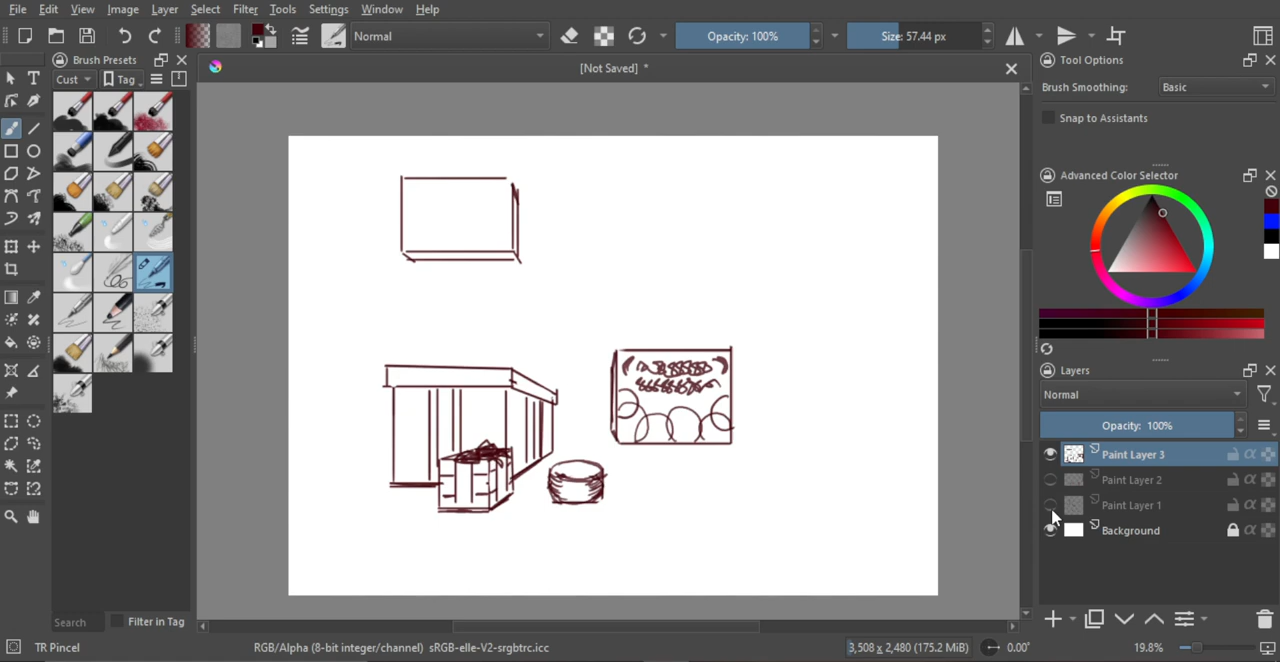 File Edit View Image Layer Select Filter Tools Settings Window Help
Normal Opacity: 100% Size: 57.44 px
Brush Presets
Cust Tag
[Not Saved] *
Tool Options
Brush Smoothing: Basic
Snap to Assistants
Advanced Color Selector
Layers
Normal
Opacity: 100%
Paint Layer 3
Paint Layer 2
Paint Layer 1
Background
Search Filter in Tag
TR Pincel RGB/Alpha (8-bit integer/channel) sRGB-elle-V2-srgbtrc.icc 3,508 x 2,480 (175.2 MiB) 0.00° 19.8%